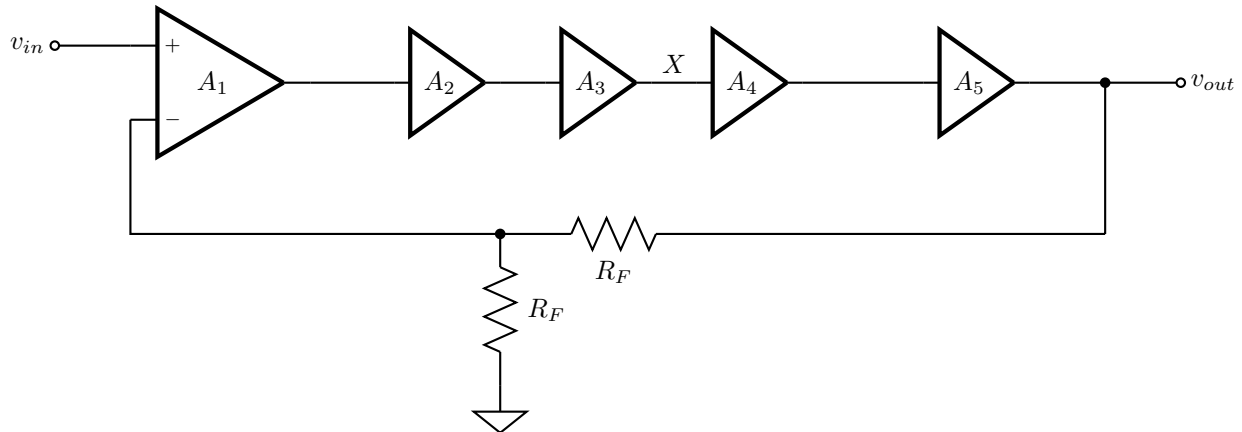 v_in
+
A_1
−
A_2
A_3
X
A_4
A_5
v_out
R_F
R_F